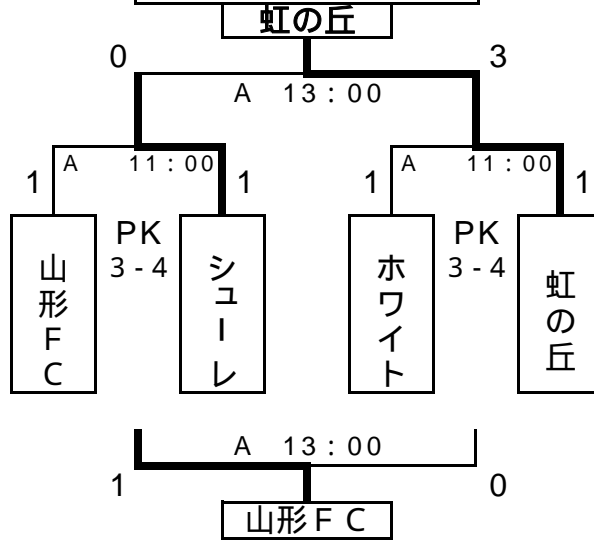 虹の丘
0 3
A 13:00
A 11:00 A 11:00
1 1 1 1
PK PK
3-4 3-4
山形FC
シューレ
ホワイト
虹の丘
A 13:00
1 0
山形FC